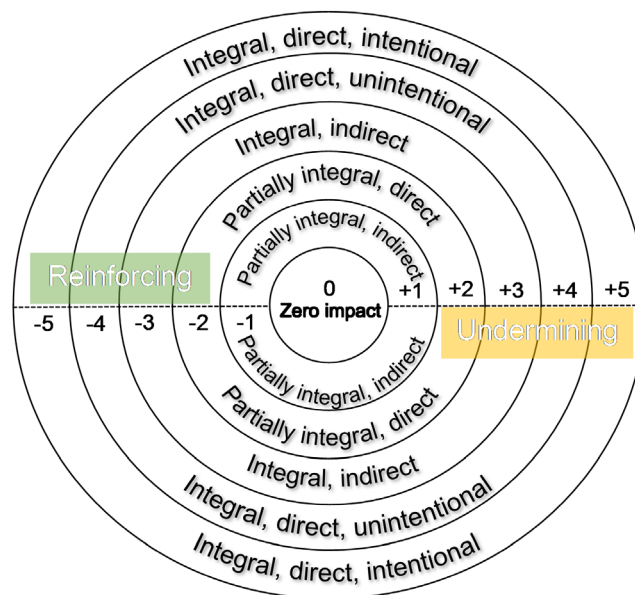 Integral, direct, intentional
Integral, direct, unintentional
Integral, indirect
Partially integral, direct
Partially integral, indirect
Reinforcing
0 +1 +2 +3 +4 +5
Zero impact
-5 -4 -3 -2 -1
Undermining
Partially integral, indirect
Partially integral, direct
Integral, indirect
Integral, direct, unintentional
Integral, direct, intentional